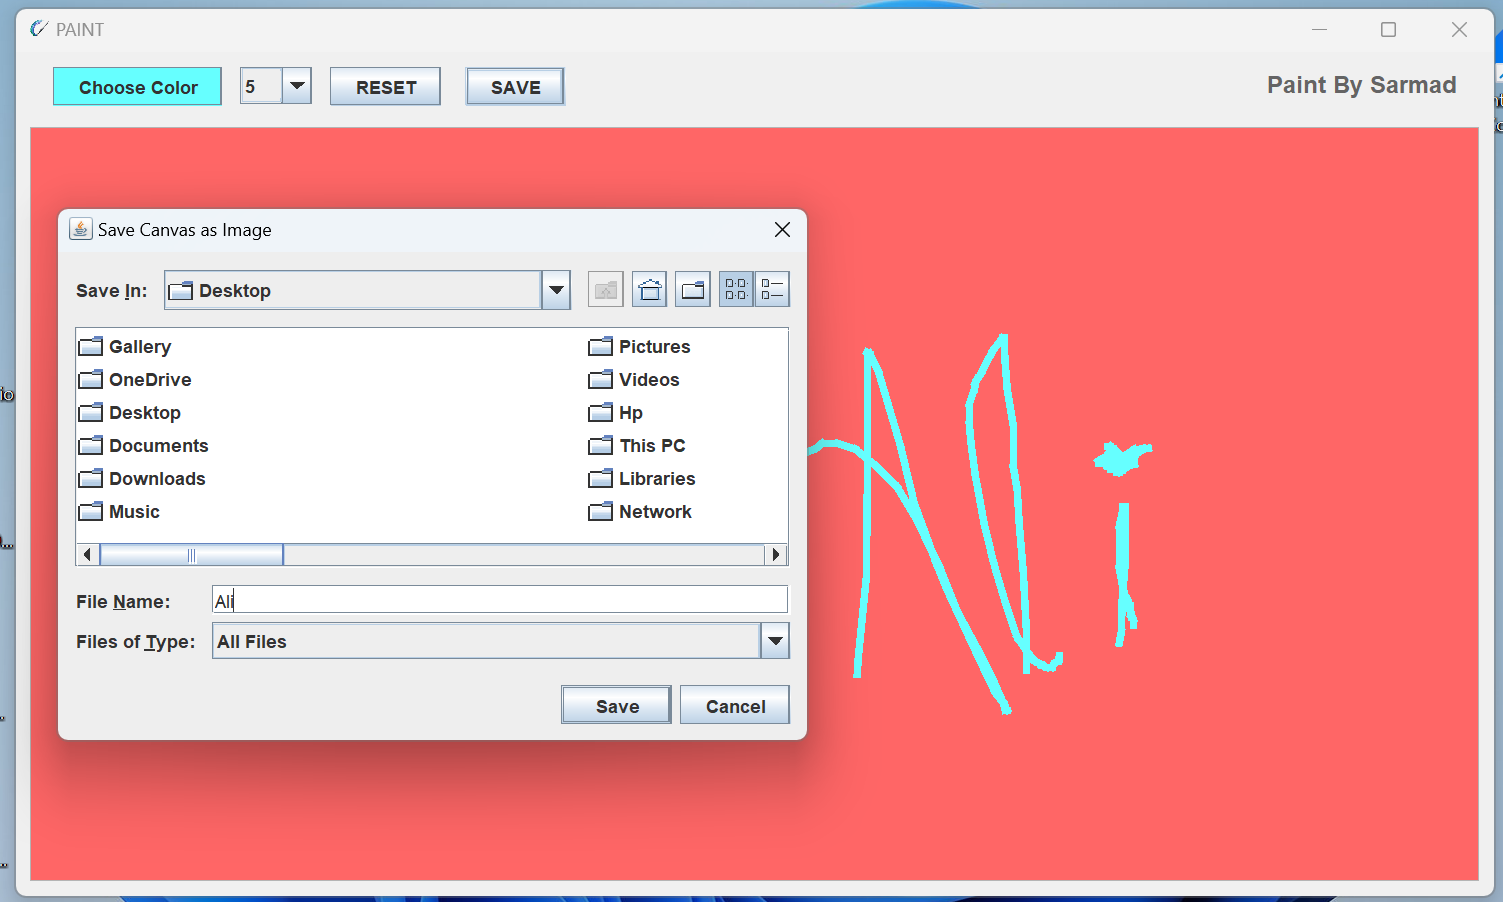 PAINT
Choose Color 5 RESET SAVE Paint By Sarmad
Save Canvas as Image
Save In: Desktop
Gallery Pictures
OneDrive Videos
Desktop Hp
Documents This PC
Downloads Libraries
Music Network
File Name: Ali
Files of Type: All Files
Save Cancel
Ali
io